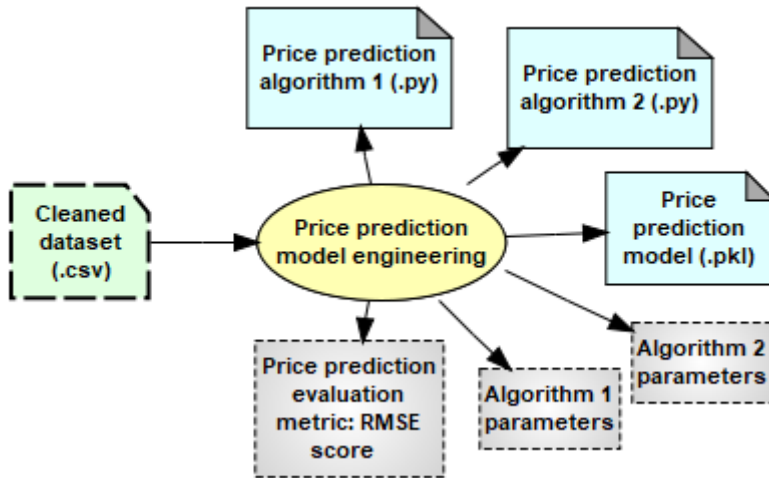 Price prediction
algorithm 1 (.py)
Price prediction
algorithm 2 (.py)
Cleaned
dataset
(.csv)
Price prediction
model engineering
Price
prediction
model (.pkl)
Price prediction
evaluation
metric: RMSE
score
Algorithm 1
parameters
Algorithm 2
parameters